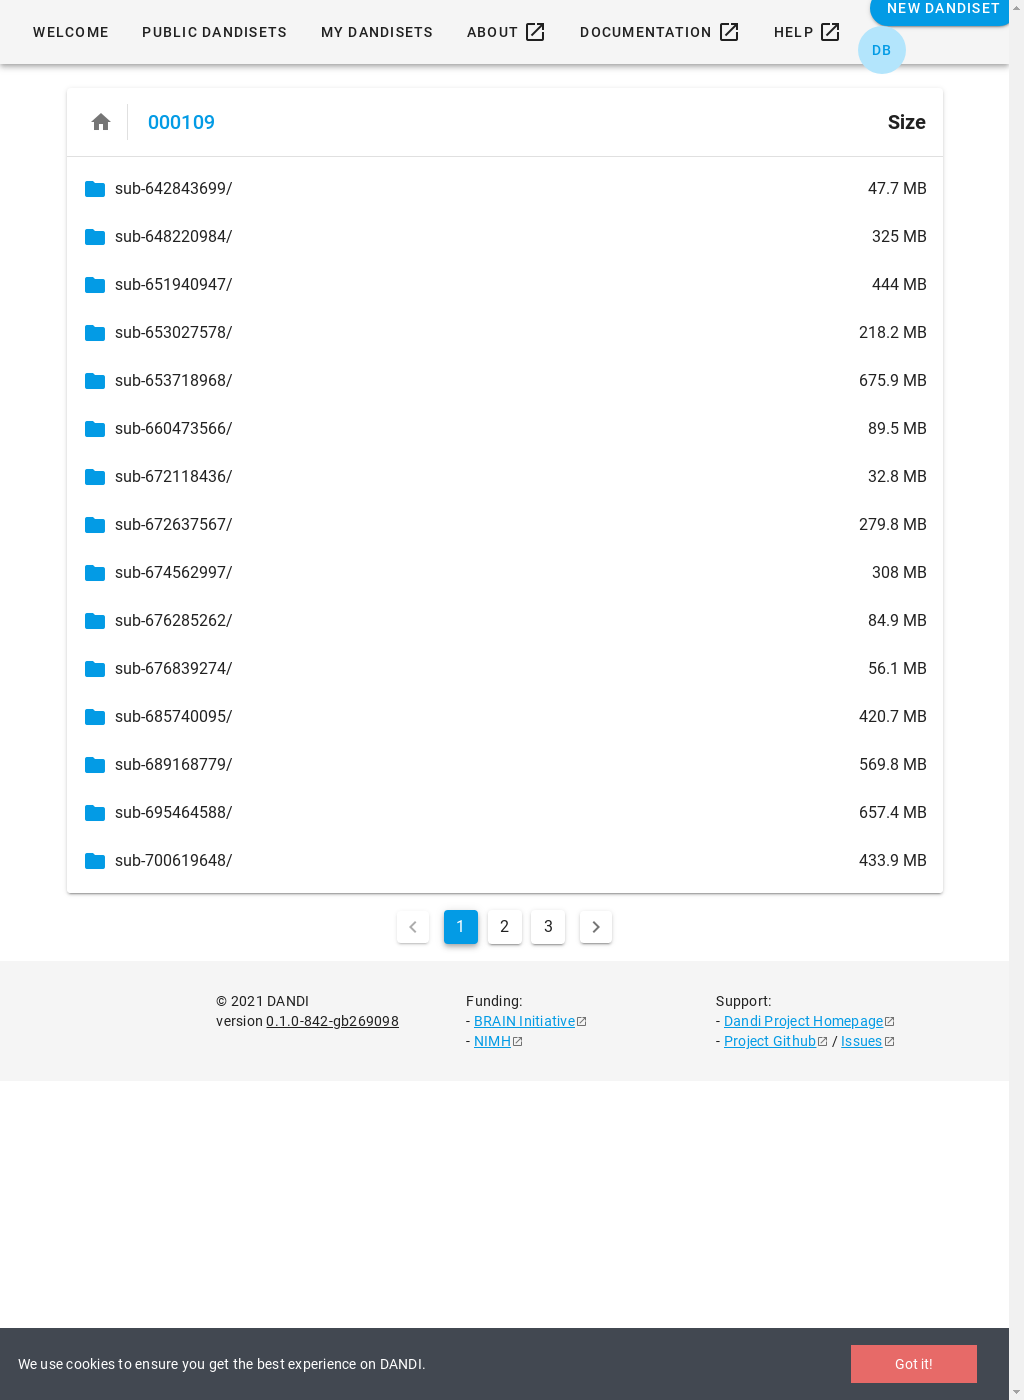 NEW DANDISET
WELCOME PUBLIC DANDISETS MY DANDISETS ABOUT DOCUMENTATION HELP
DB
000109 Size
sub-642843699/ 47.7 MB
sub-648220984/ 325 MB
sub-651940947/ 444 MB
sub-653027578/ 218.2 MB
sub-653718968/ 675.9 MB
sub-660473566/ 89.5 MB
sub-672118436/ 32.8 MB
sub-672637567/ 279.8 MB
sub-674562997/ 308 MB
sub-676285262/ 84.9 MB
sub-676839274/ 56.1 MB
sub-685740095/ 420.7 MB
sub-689168779/ 569.8 MB
sub-695464588/ 657.4 MB
sub-700619648/ 433.9 MB
1 2 3
© 2021 DANDI
version 0.1.0-842-gb269098
Funding:
- BRAIN Initiative
- NIMH
Support:
- Dandi Project Homepage
- Project Github / Issues
We use cookies to ensure you get the best experience on DANDI. Got it!